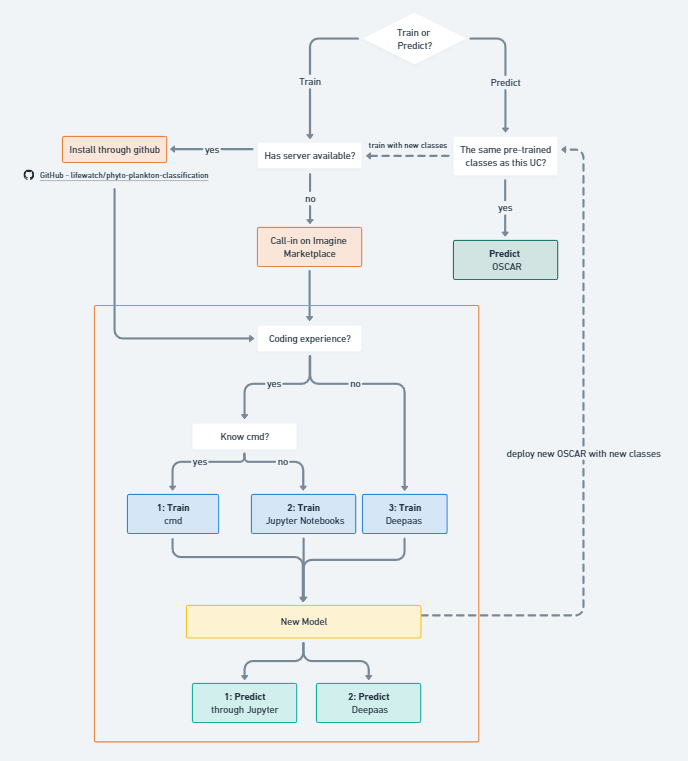 Train or
Predict?
Train
Predict
Install through github
yes
Has server available?
train with new classes
The same pre-trained
classes as this UC?
GitHub - lifewatch/phyto-plankton-classification
no
yes
Call-in on Imagine
Marketplace
Predict
OSCAR
Coding experience?
yes
no
Know cmd?
deploy new OSCAR with new classes
yes
no
1: Train
cmd
2: Train
Jupyter Notebooks
3: Train
Deepaas
New Model
1: Predict
through Jupyter
2: Predict
Deepaas